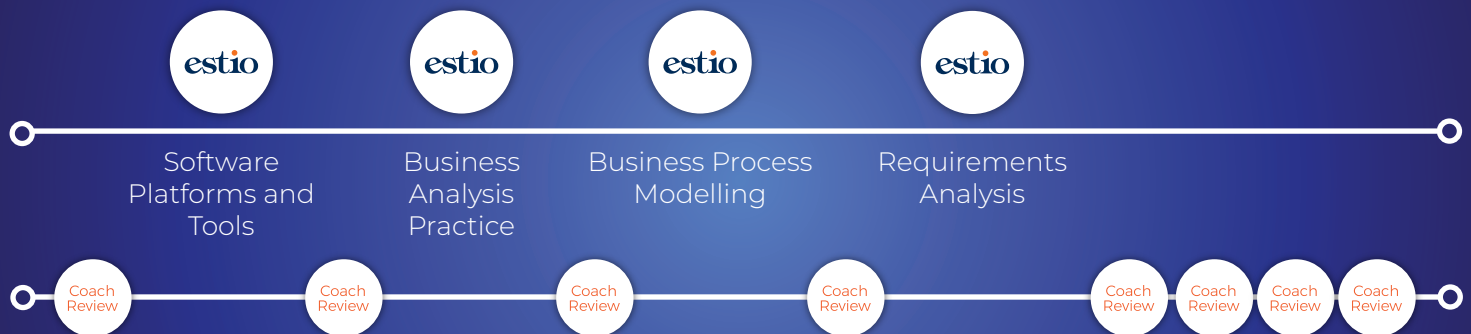 estio
estio
estio
estio
Software
Platforms and
Tools
Business
Analysis
Practice
Business Process
Modelling
Requirements
Analysis
Coach
Review
Coach
Review
Coach
Review
Coach
Review
Coach
Review
Coach
Review
Coach
Review
Coach
Review